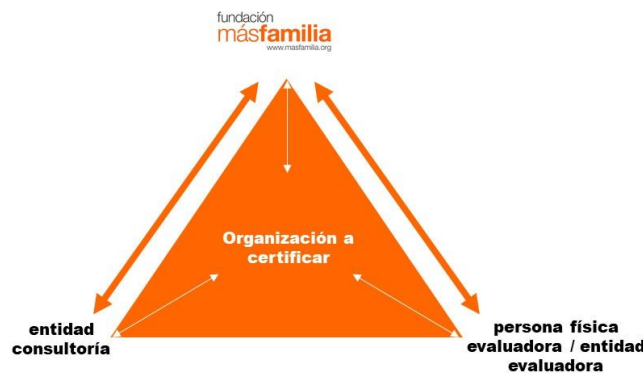 fundación
másfamilia
www.masfamilia.org
Organización a
certificar
entidad
consultoría
persona física
evaluadora / entidad
evaluadora